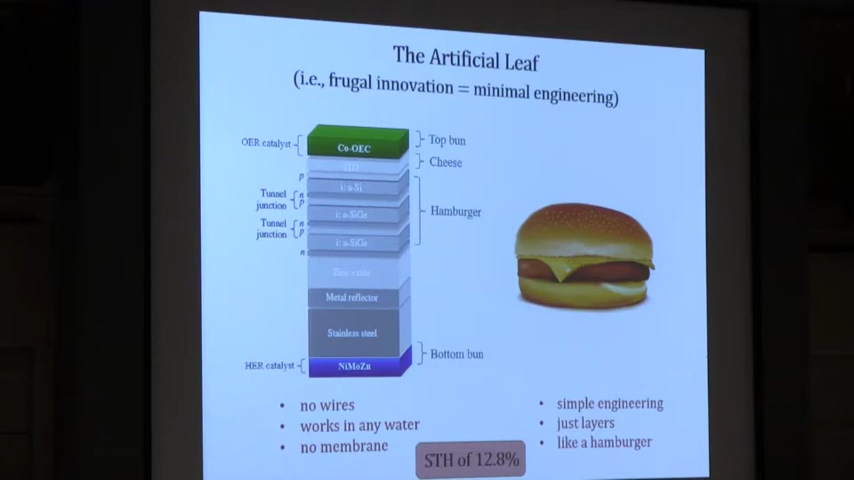 The Artificial Leaf
(i.e., frugal innovation = minimal engineering)
OER catalyst
Co-OEC
Top bun
Cheese
p
i: a-Si
Tunnel
junction
n
p
i: a-SiGe
Hamburger
Tunnel
junction
n
p
i: a-SiGe
n
Zinc oxide
Metal reflector
Stainless steel
HER catalyst
NiMoZn
Bottom bun
• no wires
• works in any water
• no membrane
• simple engineering
• just layers
• like a hamburger
STH of 12.8%